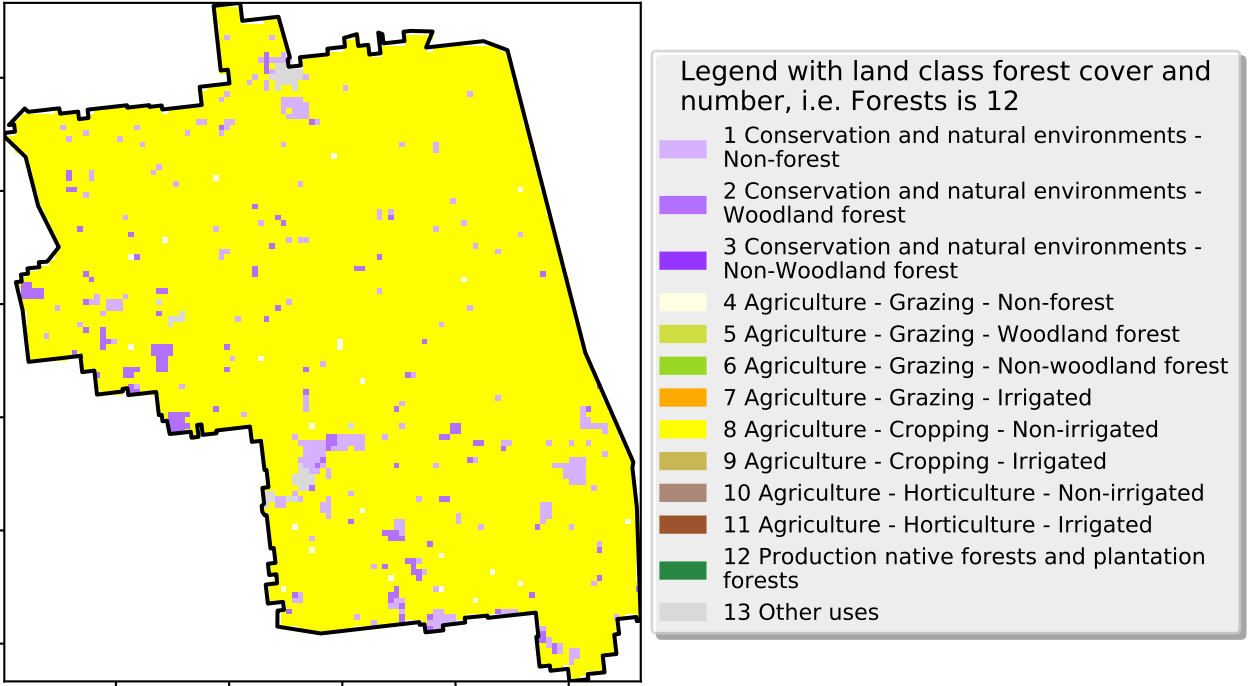 Legend with land class forest cover and
number, i.e. Forests is 12
1 Conservation and natural environments -
Non-forest
2 Conservation and natural environments -
Woodland forest
3 Conservation and natural environments -
Non-Woodland forest
4 Agriculture - Grazing - Non-forest
5 Agriculture - Grazing - Woodland forest
6 Agriculture - Grazing - Non-woodland forest
7 Agriculture - Grazing - Irrigated
8 Agriculture - Cropping - Non-irrigated
9 Agriculture - Cropping - Irrigated
10 Agriculture - Horticulture - Non-irrigated
11 Agriculture - Horticulture - Irrigated
12 Production native forests and plantation
forests
13 Other uses